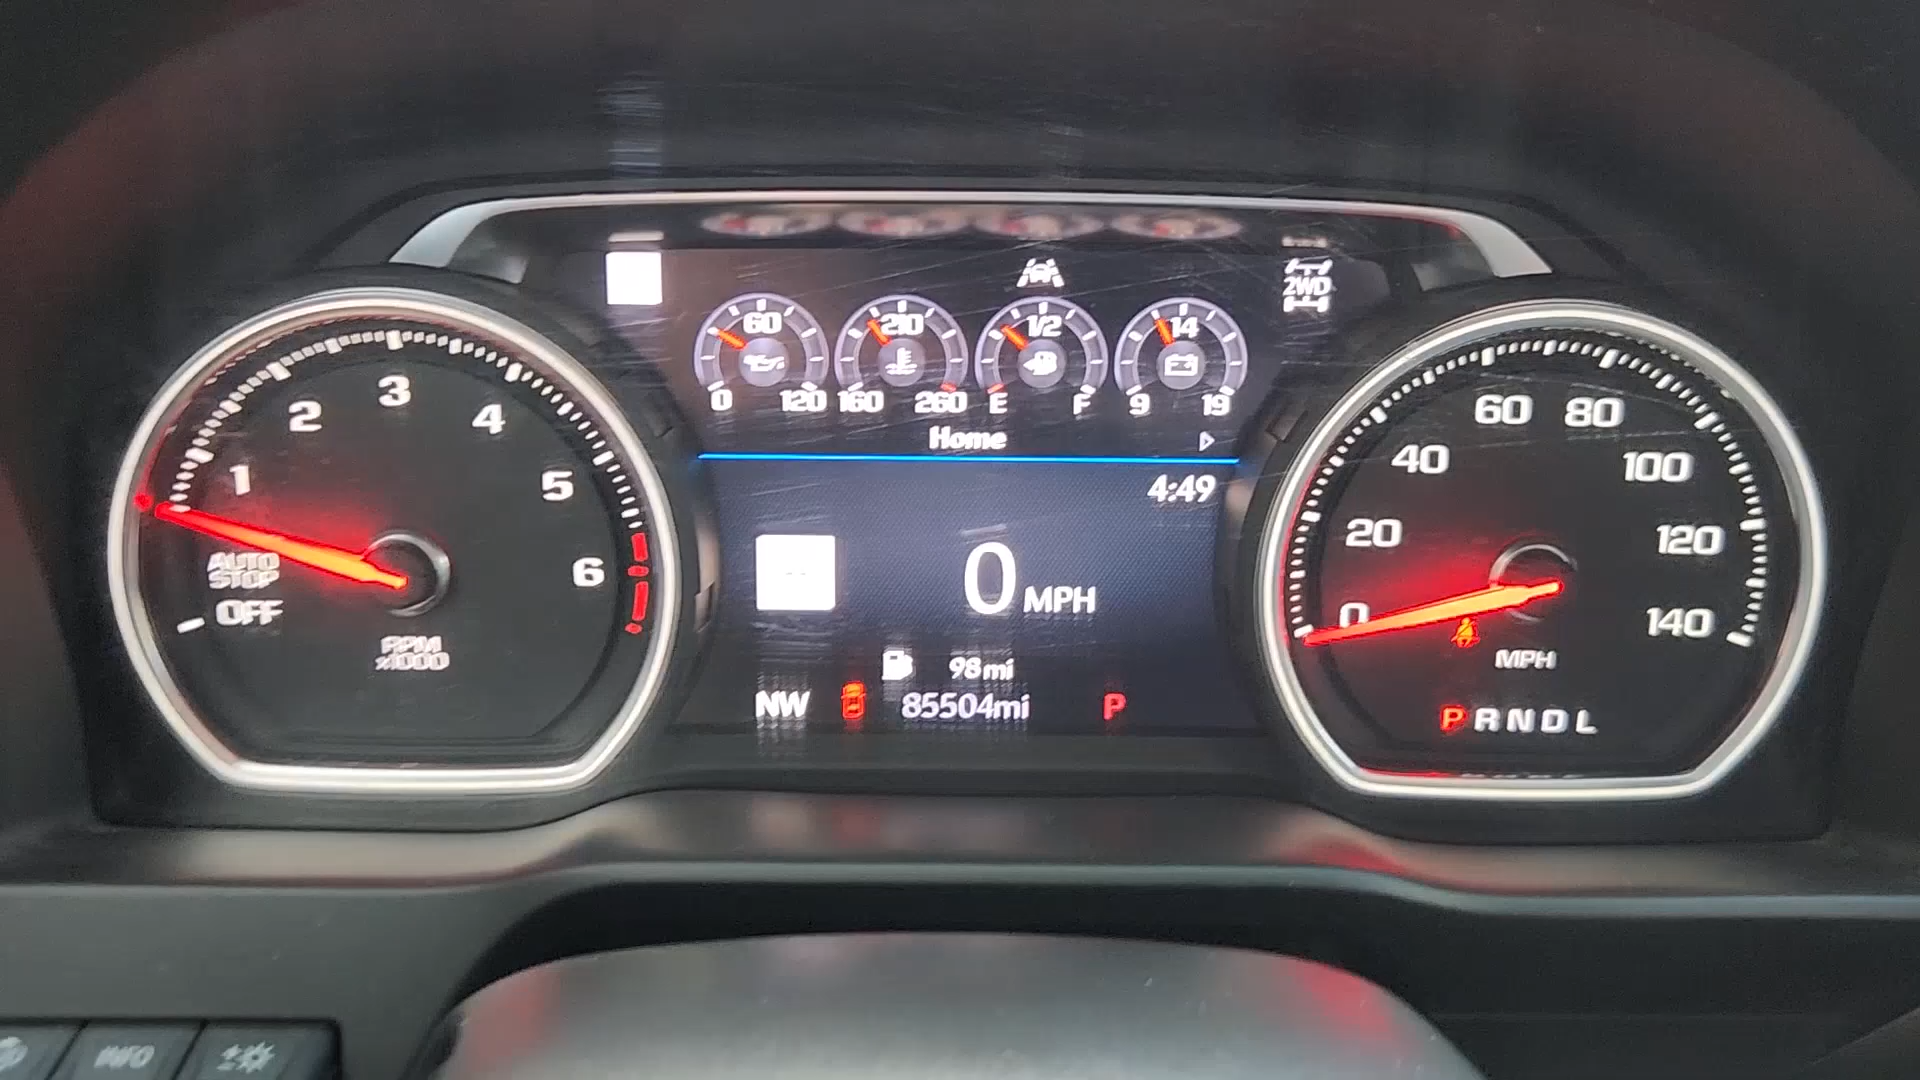 2WD
60
0 120
210
160 260
1/2
E F
14
9 19
Home
4:49
0 MPH
98mi
NW 85504mi P
1 2 3 4 5 6
AUTO
STOP
OFF
RPM
x1000
0 20 40 60 80 100 120 140
MPH
PRNDL
INFO